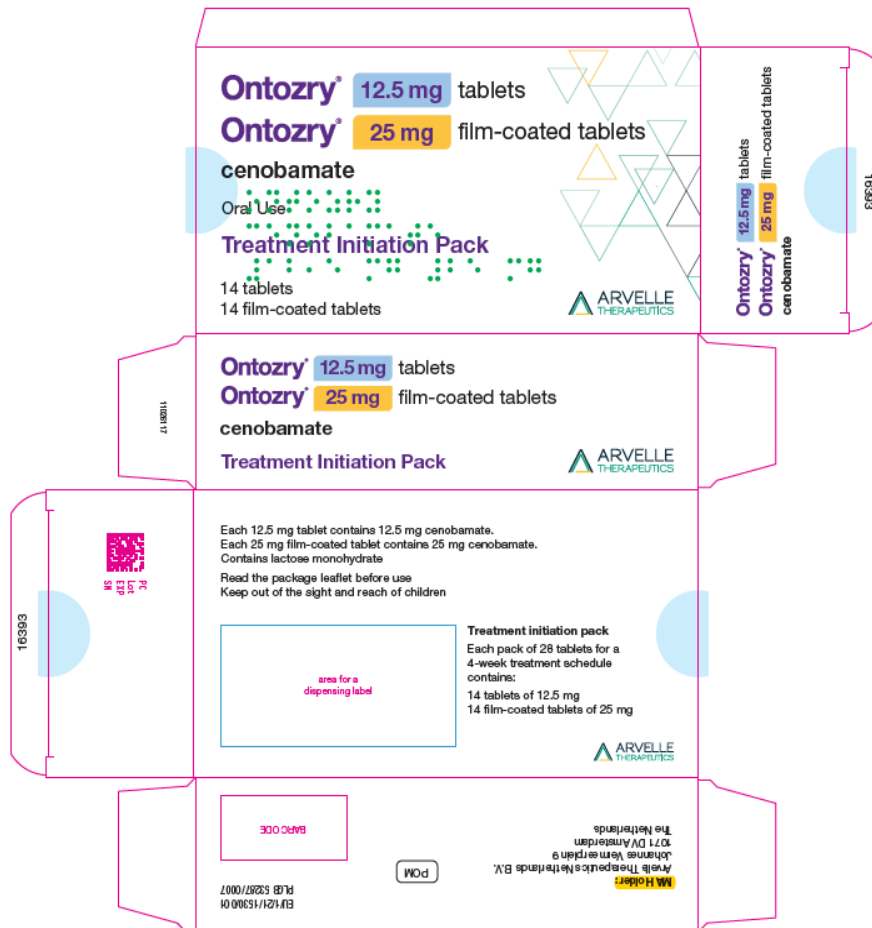 Ontozry® 12.5 mg tablets
Ontozry® 25 mg film-coated tablets
cenobamate
Oral Use
Treatment Initiation Pack
14 tablets
14 film-coated tablets
ARVELLE
THERAPEUTICS
Ontozry® 12.5 mg tablets
Ontozry® 25 mg film-coated tablets
cenobamate
16393
11026117
Ontozry® 12.5 mg tablets
Ontozry® 25 mg film-coated tablets
cenobamate
Treatment Initiation Pack
ARVELLE
THERAPEUTICS
16393
PC
Lot
EXP
SN
Each 12.5 mg tablet contains 12.5 mg cenobamate.
Each 25 mg film-coated tablet contains 25 mg cenobamate.
Contains lactose monohydrate
Read the package leaflet before use
Keep out of the sight and reach of children
area for a
dispensing label
Treatment initiation pack
Each pack of 28 tablets for a
4-week treatment schedule
contains:
14 tablets of 12.5 mg
14 film-coated tablets of 25 mg
ARVELLE
THERAPEUTICS
MA Holder:
Arvelle Therapeutics Netherlands B.V.
Johannes Vermeerplein 9
1071 DV Amsterdam
The Netherlands
POM
EU/1/21/1530/001
PLGB 53287/0007
BARCODE